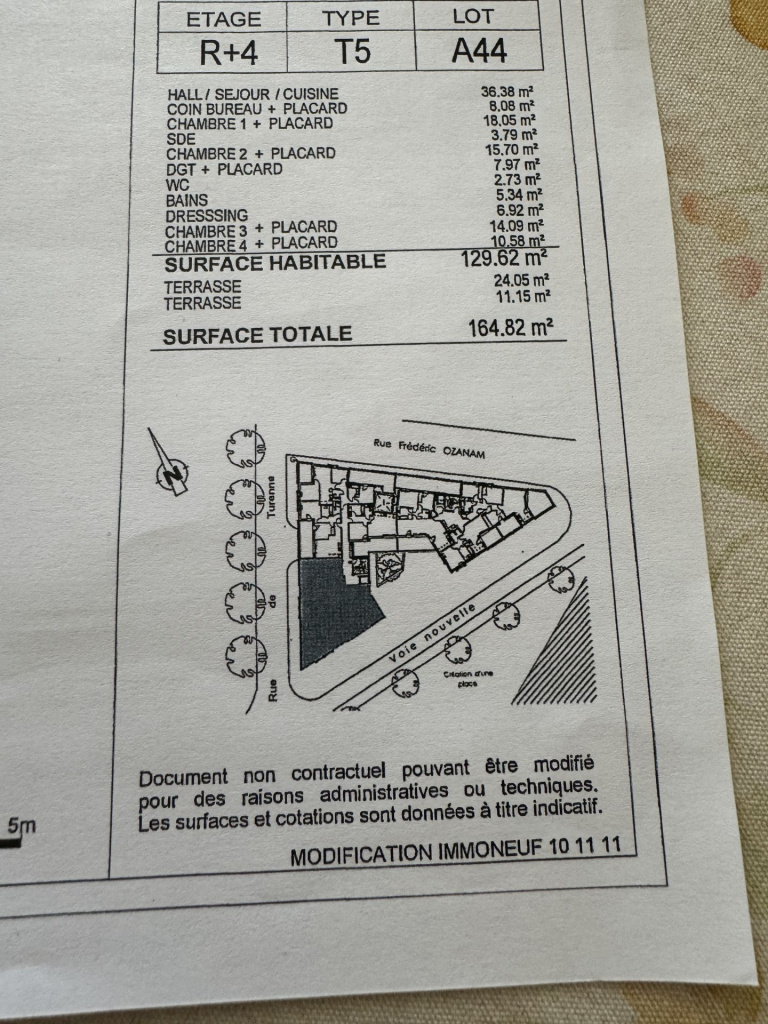 ETAGE TYPE LOT
R+4 T5 A44
HALL / SEJOUR / CUISINE 36.38 m²
COIN BUREAU + PLACARD 8.08 m²
CHAMBRE 1 + PLACARD 18.05 m²
SDE 3.79 m²
CHAMBRE 2 + PLACARD 15.70 m²
DGT + PLACARD 7.97 m²
WC 2.73 m²
BAINS 5.34 m²
DRESSSING 6.92 m²
CHAMBRE 3 + PLACARD 14.09 m²
CHAMBRE 4 + PLACARD 10.58 m²
SURFACE HABITABLE 129.62 m²
TERRASSE 24.05 m²
TERRASSE 11.15 m²
SURFACE TOTALE 164.82 m²
Rue Frédéric OZANAM
N
Rue de Turenne
Voie nouvelle
Création d'une
place
5m
Document non contractuel pouvant être modifié
pour des raisons administratives ou techniques.
Les surfaces et cotations sont données à titre indicatif.
MODIFICATION IMMONEUF 10 11 11